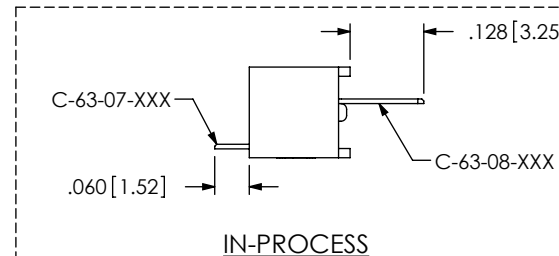 .128[3.25
C-63-07-XXX
C-63-08-XXX
.060[1.52]
IN-PROCESS